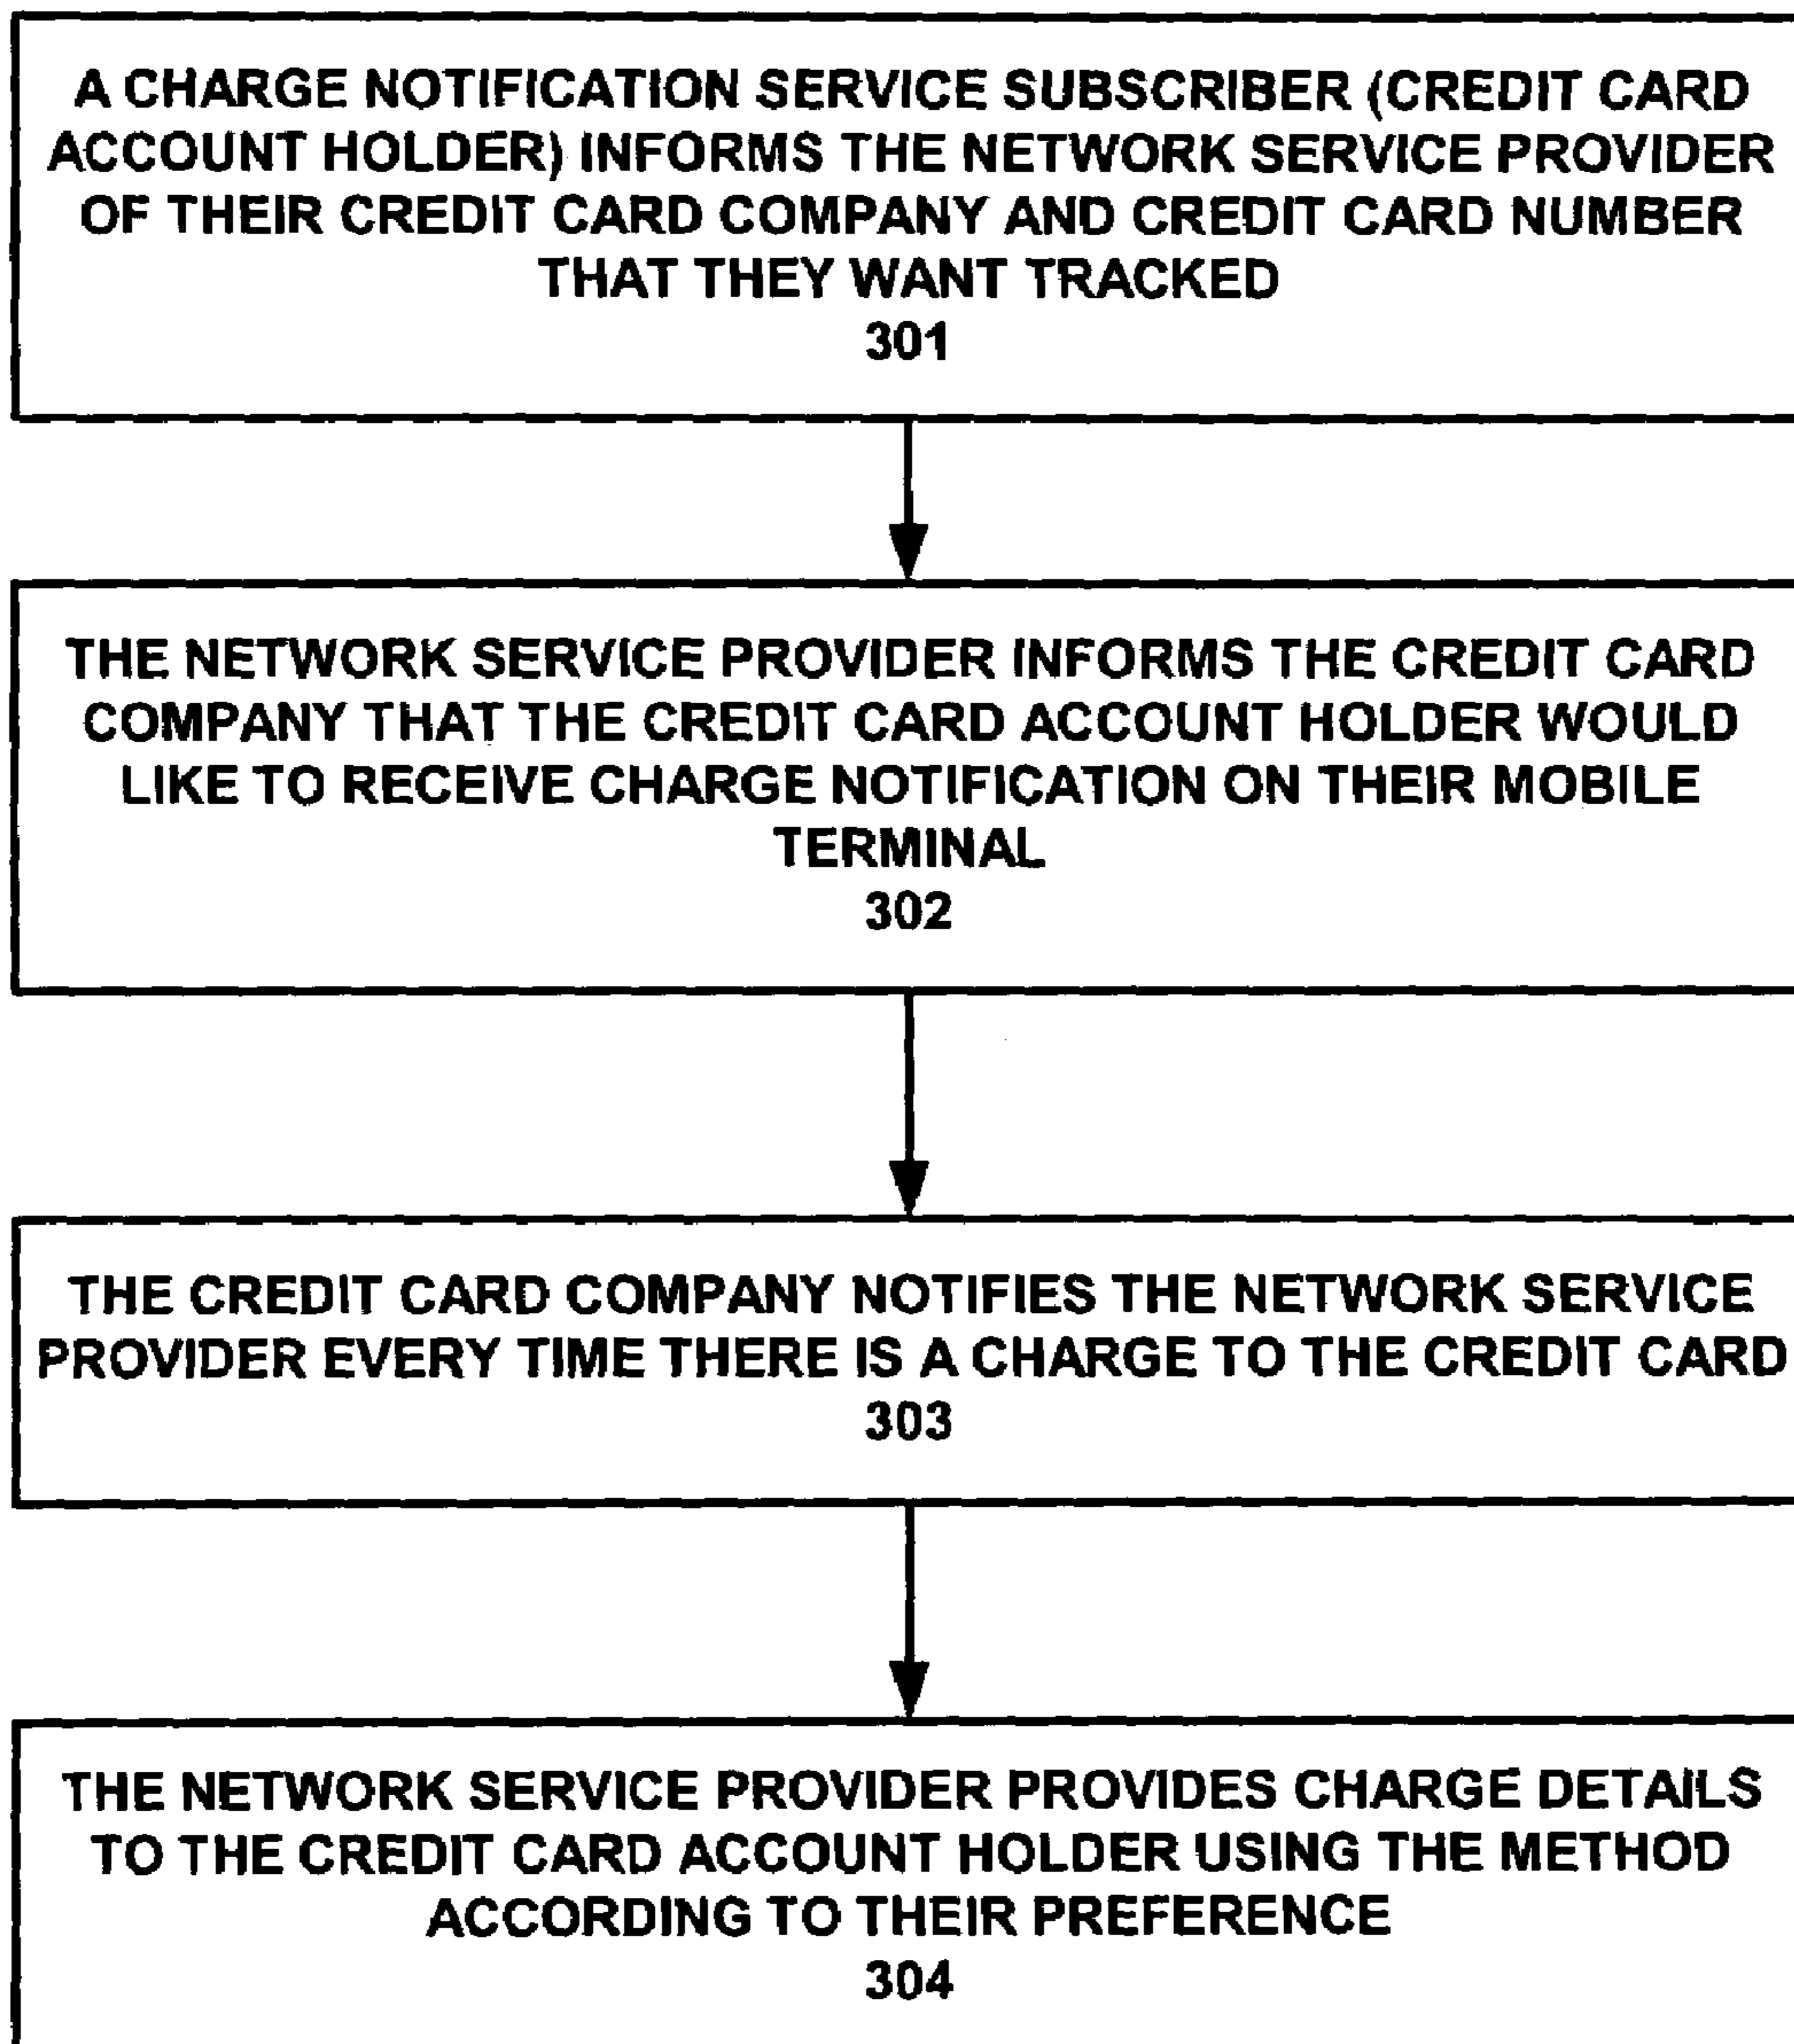 A CHARGE NOTIFICATION SERVICE SUBSCRIBER (CREDIT CARD
ACCOUNT HOLDER) INFORMS THE NETWORK SERVICE PROVIDER
OF THEIR CREDIT CARD COMPANY AND CREDIT CARD NUMBER
THAT THEY WANT TRACKED
301
THE NETWORK SERVICE PROVIDER INFORMS THE CREDIT CARD
COMPANY THAT THE CREDIT CARD ACCOUNT HOLDER WOULD
LIKE TO RECEIVE CHARGE NOTIFICATION ON THEIR MOBILE
TERMINAL
302
THE CREDIT CARD COMPANY NOTIFIES THE NETWORK SERVICE
PROVIDER EVERY TIME THERE IS A CHARGE TO THE CREDIT CARD
303
THE NETWORK SERVICE PROVIDER PROVIDES CHARGE DETAILS
TO THE CREDIT CARD ACCOUNT HOLDER USING THE METHOD
ACCORDING TO THEIR PREFERENCE
304